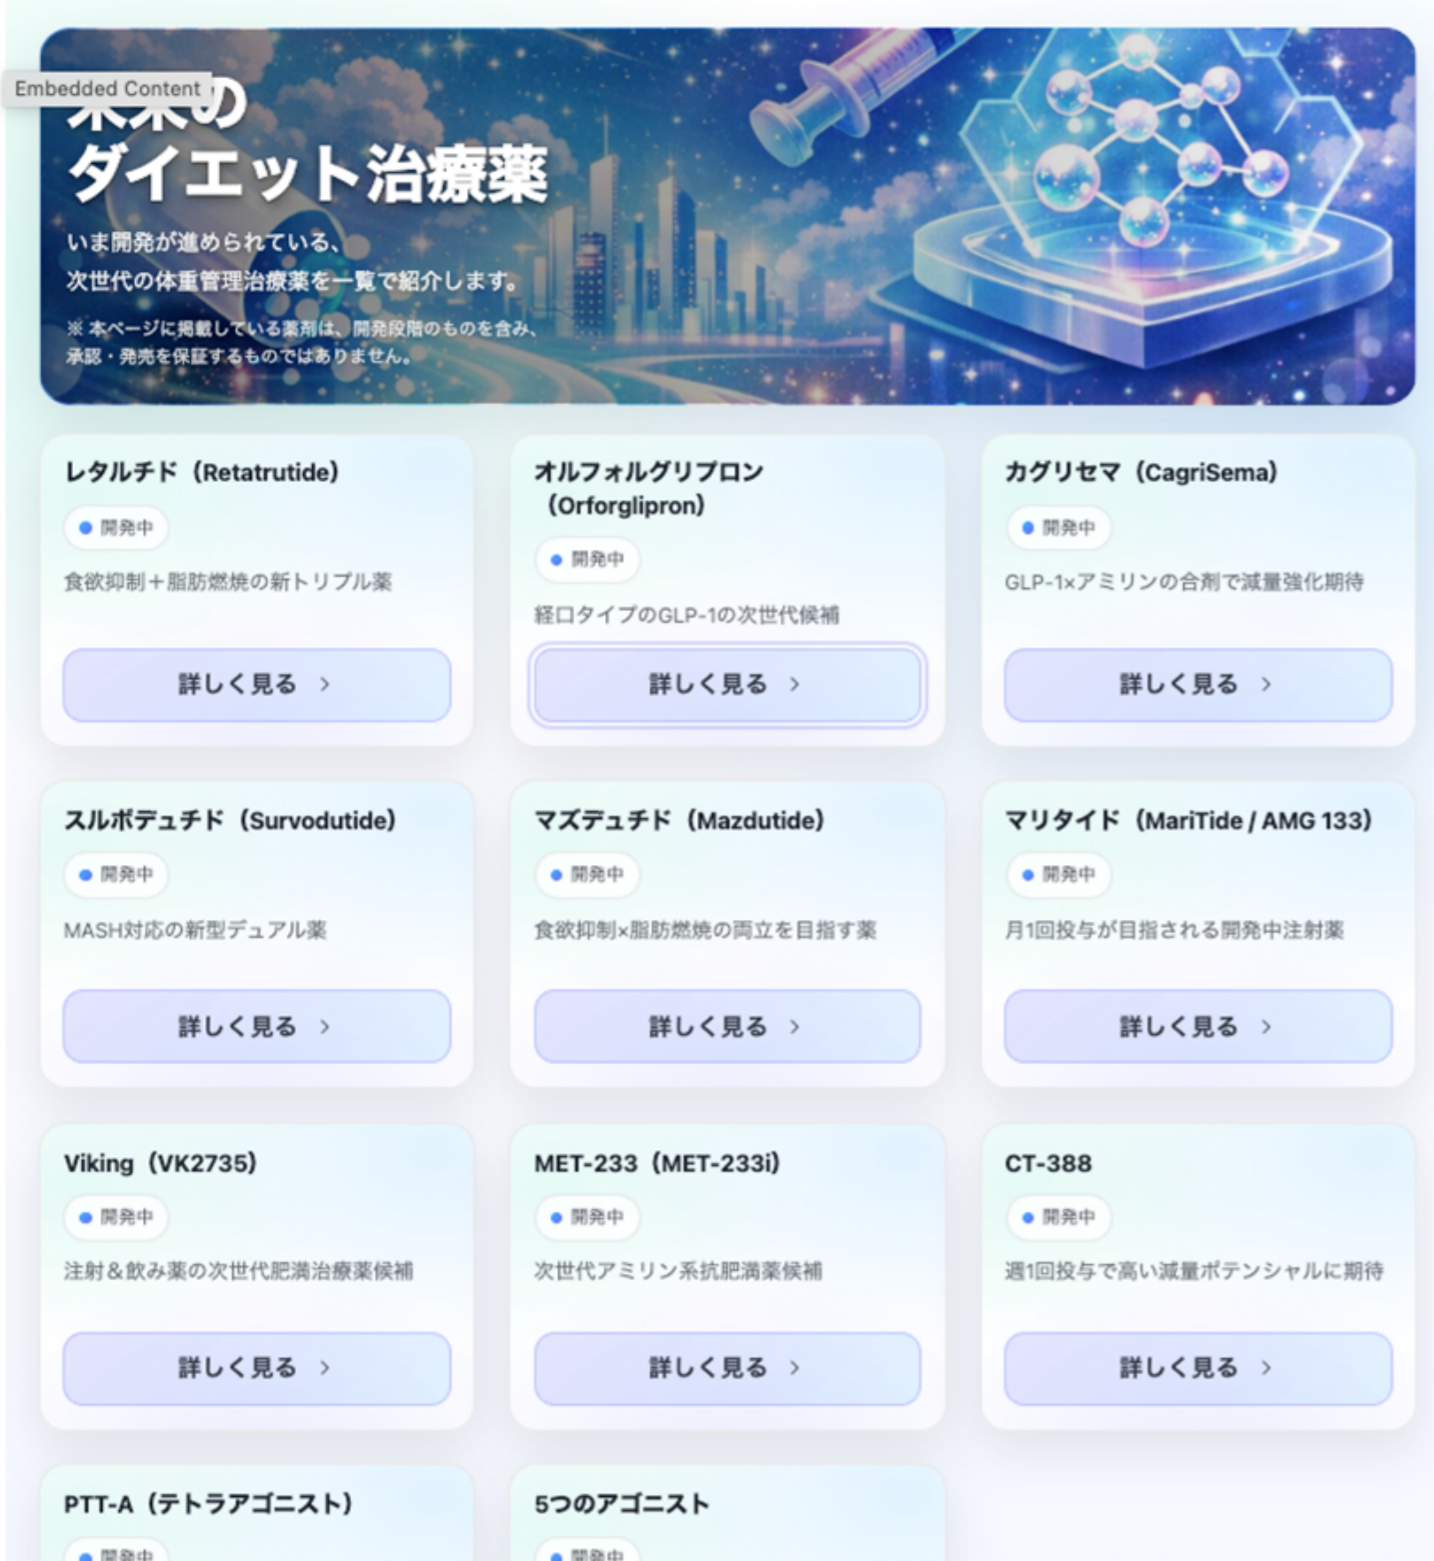 Embedded Content
未来の
ダイエット治療薬
いま開発が進められている、
次世代の体重管理治療薬を一覧で紹介します。
※ 本ページに掲載している薬剤は、開発段階のものを含み、
承認・発売を保証するものではありません。
レタルチド（Retatrutide）
開発中
食欲抑制＋脂肪燃焼の新トリプル薬
詳しく見る
オルフォルグリプロン
（Orforglipron）
開発中
経口タイプのGLP-1の次世代候補
詳しく見る
カグリセマ（CagriSema）
開発中
GLP-1×アミリンの合剤で減量強化期待
詳しく見る
スルボデュチド（Survodutide）
開発中
MASH対応の新型デュアル薬
詳しく見る
マズデュチド（Mazdutide）
開発中
食欲抑制×脂肪燃焼の両立を目指す薬
詳しく見る
マリタイド（MariTide / AMG 133）
開発中
月1回投与が目指される開発中注射薬
詳しく見る
Viking（VK2735）
開発中
注射＆飲み薬の次世代肥満治療薬候補
詳しく見る
MET-233（MET-233i）
開発中
次世代アミリン系抗肥満薬候補
詳しく見る
CT-388
開発中
週1回投与で高い減量ポテンシャルに期待
詳しく見る
PTT-A（テトラアゴニスト）
開発中
5つのアゴニスト
開発中